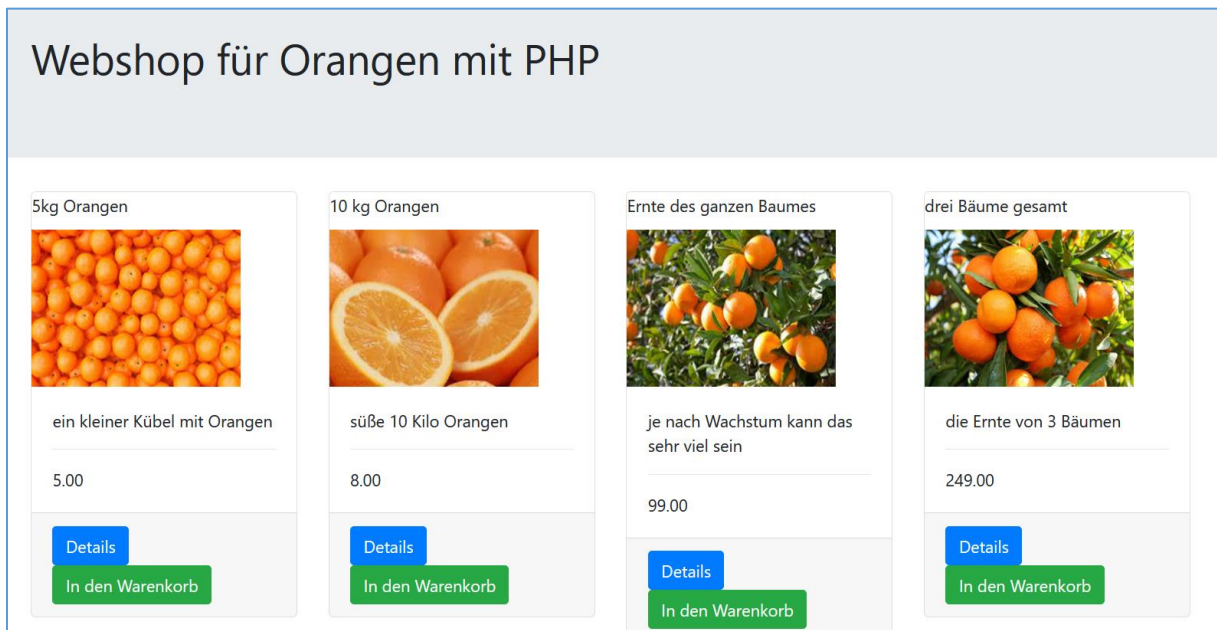 Webshop für Orangen mit PHP
5kg Orangen
ein kleiner Kübel mit Orangen
5.00
Details
In den Warenkorb
10 kg Orangen
süße 10 Kilo Orangen
8.00
Details
In den Warenkorb
Ernte des ganzen Baumes
je nach Wachstum kann das
sehr viel sein
99.00
Details
In den Warenkorb
drei Bäume gesamt
die Ernte von 3 Bäumen
249.00
Details
In den Warenkorb